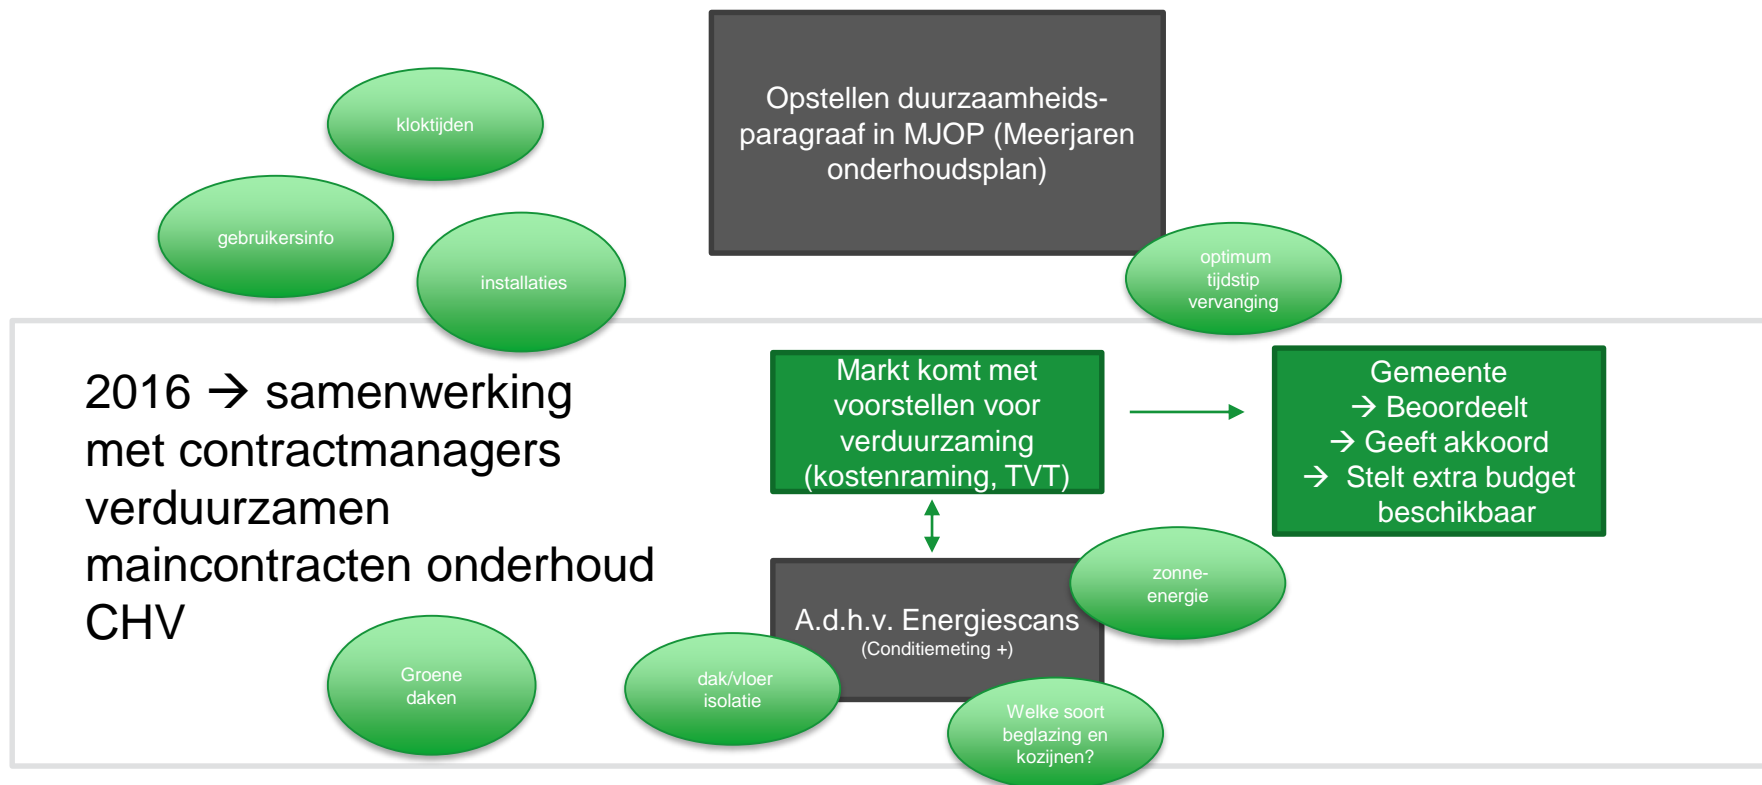 Opstellen duurzaamheids-
paragraaf in MJOP (Meerjaren
onderhoudsplan)
kloktijden
gebruikersinfo
installaties
optimum
tijdstip
vervanging
2016 → samenwerking
met contractmanagers
verduurzamen
maincontracten onderhoud
CHV
Markt komt met
voorstellen voor
verduurzaming
(kostenraming, TVT)
Gemeente
→ Beoordeelt
→ Geeft akkoord
→ Stelt extra budget
beschikbaar
zonne-
energie
A.d.h.v. Energiescans
(Conditiemeting +)
Groene
daken
dak/vloer
isolatie
Welke soort
beglazing en
kozijnen?